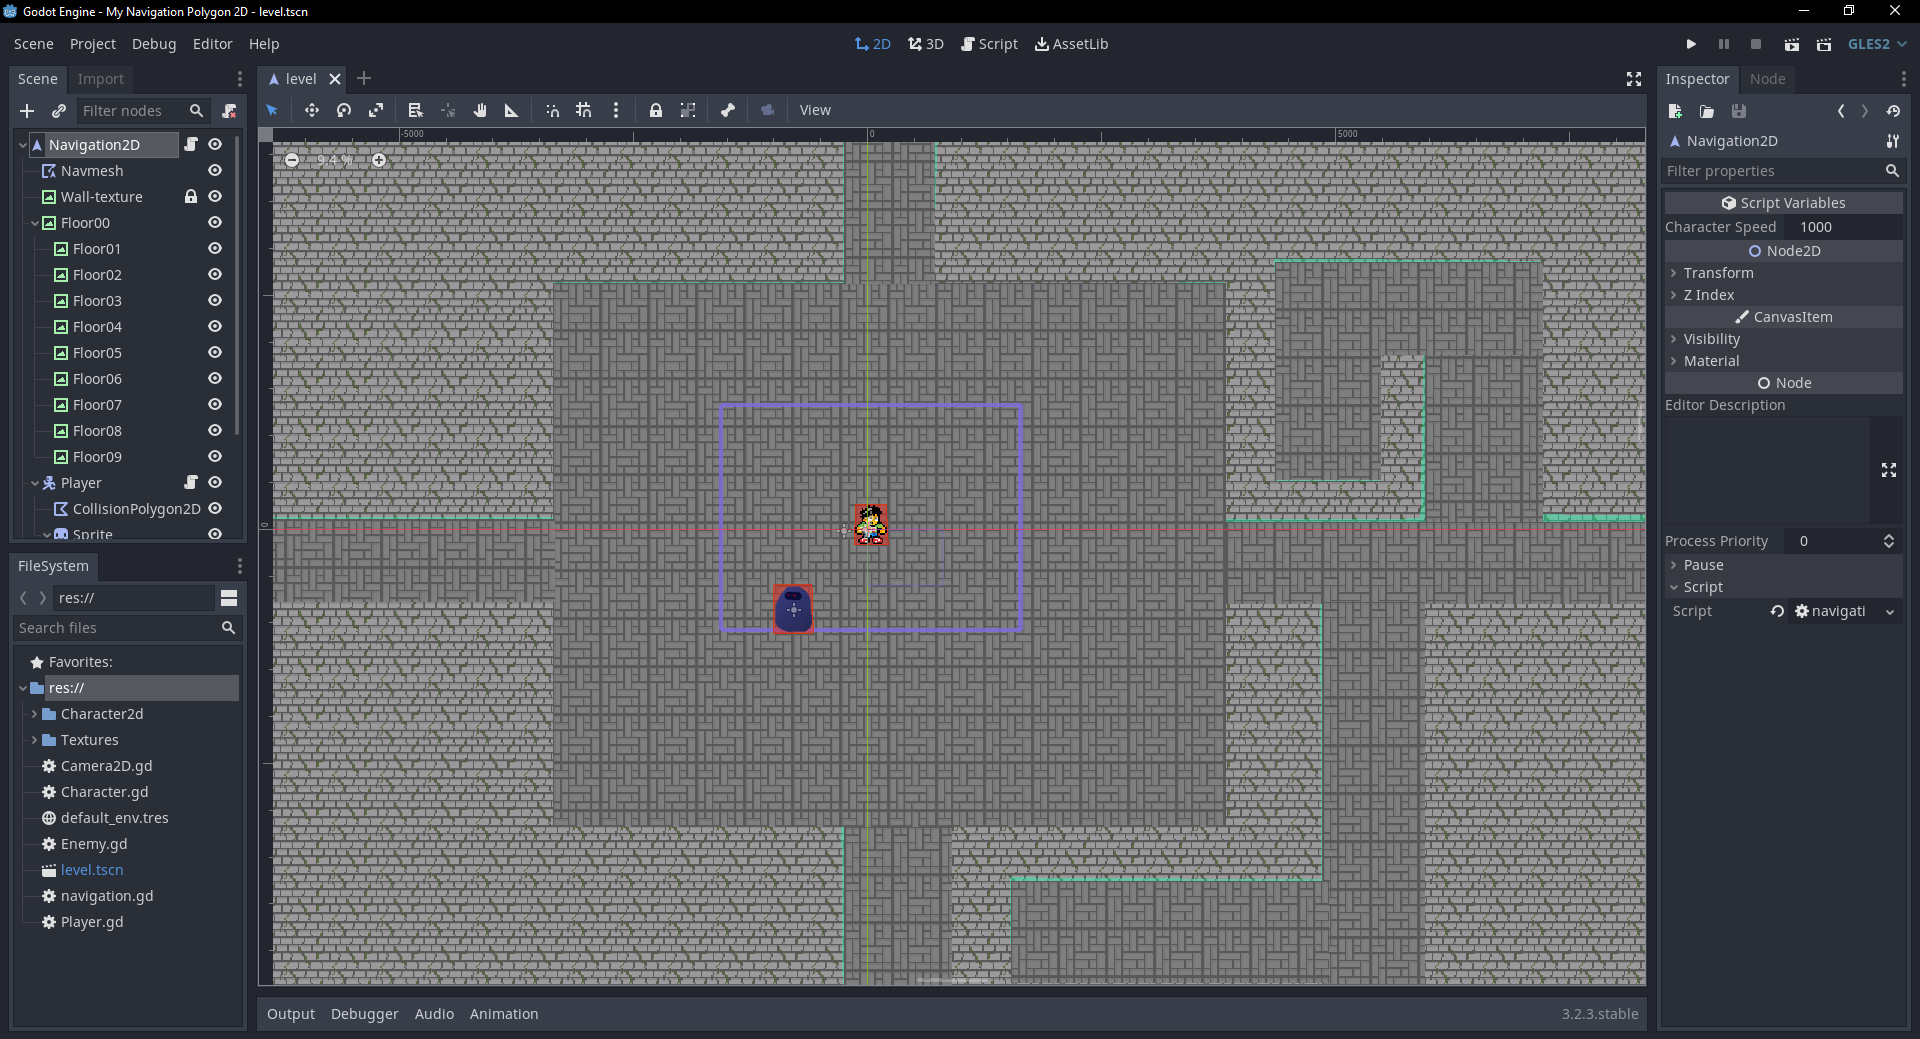 Godot Engine - My Navigation Polygon 2D - level.tscn
Scene Project Debug Editor Help
2D 3D Script AssetLib
GLES2
Scene Import
Filter nodes
Navigation2D
Navmesh
Wall-texture
Floor00
Floor01
Floor02
Floor03
Floor04
Floor05
Floor06
Floor07
Floor08
Floor09
Player
CollisionPolygon2D
Sprite
FileSystem
res://
Search files
Favorites:
res://
Character2d
Textures
Camera2D.gd
Character.gd
default_env.tres
Enemy.gd
level.tscn
navigation.gd
Player.gd
level
View
-5000 0 5000
9.4 %
0
Output Debugger Audio Animation
3.2.3.stable
Inspector Node
Navigation2D
Filter properties
Script Variables
Character Speed 1000
Node2D
Transform
Z Index
CanvasItem
Visibility
Material
Node
Editor Description
Process Priority 0
Pause
Script
Script navigati